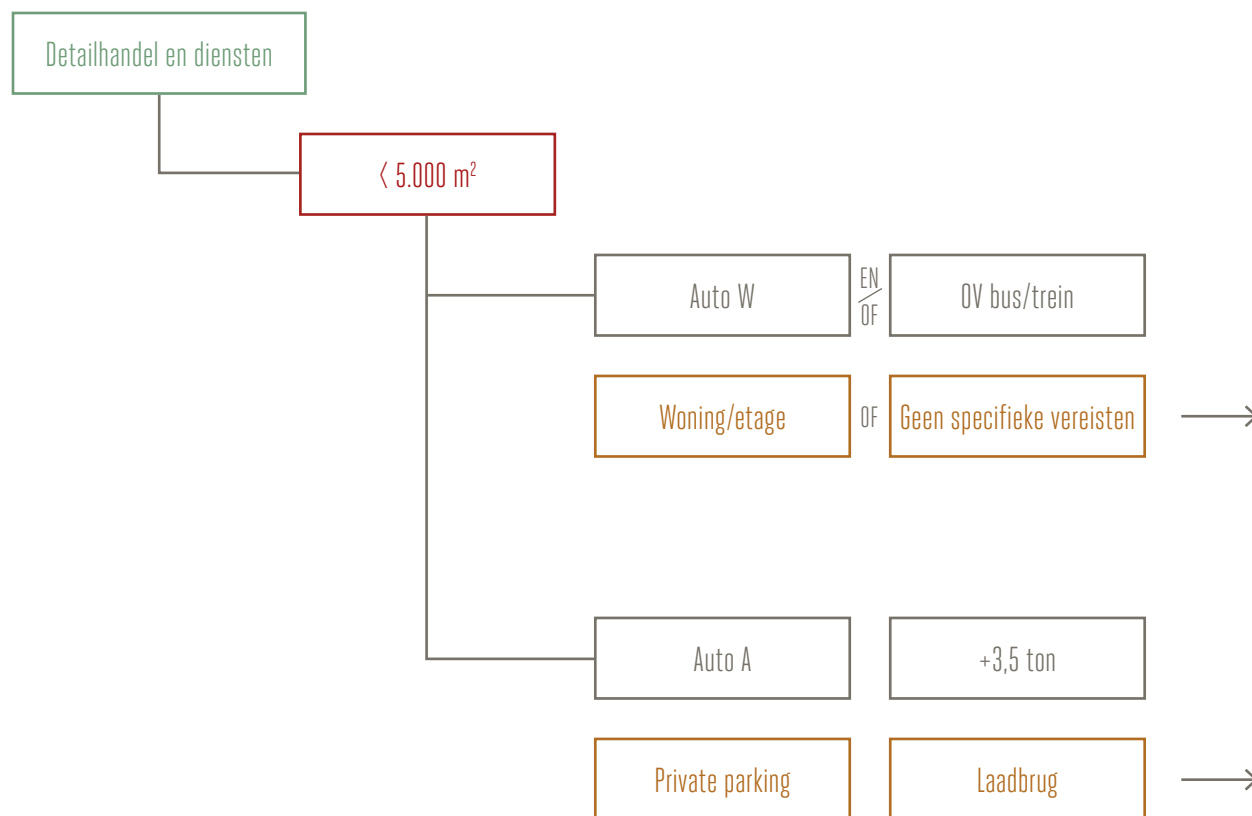 Detailhandel en diensten
< 5.000 m²
Auto W EN/OF OV bus/trein
Woning/etage OF Geen specifieke vereisten
Auto A +3,5 ton
Private parking Laadbrug